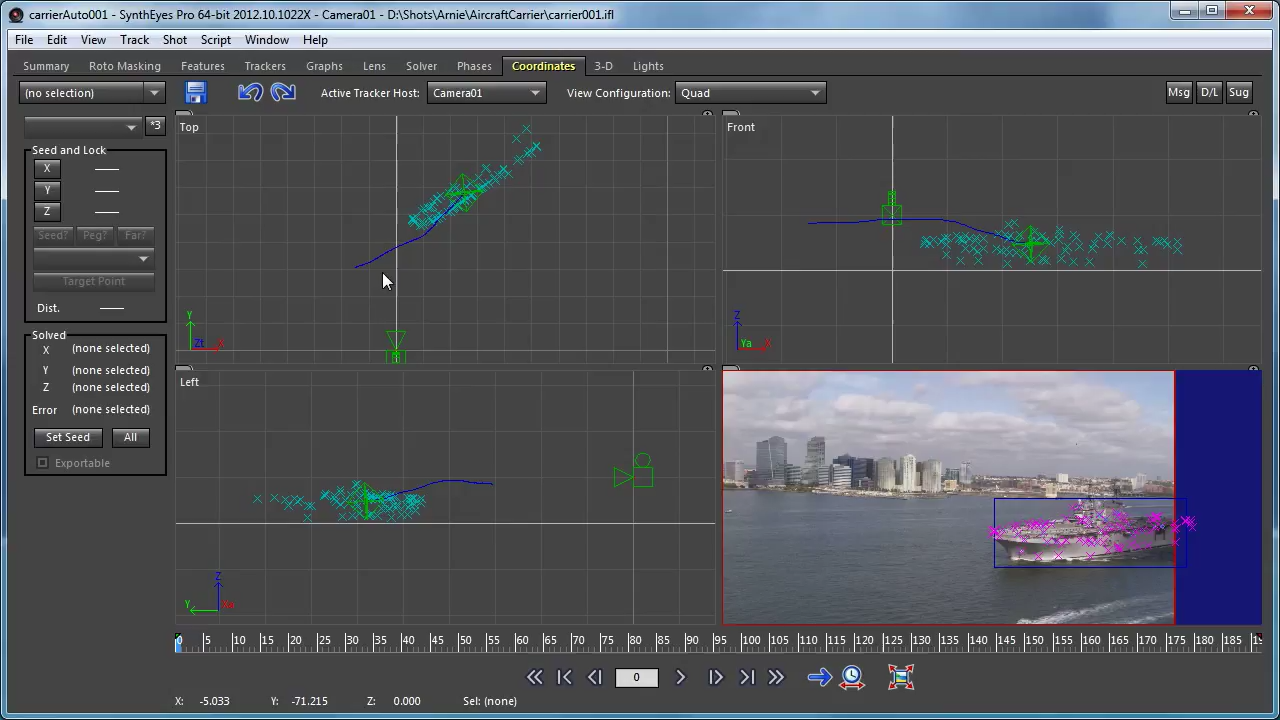 carrierAuto001 - SynthEyes Pro 64-bit 2012.10.1022X - Camera01 - D:\Shots\Arnie\AircraftCarrier\carrier001.ifl
File Edit View Track Shot Script Window Help
Summary Roto Masking Features Trackers Graphs Lens Solver Phases Coordinates 3-D Lights
(no selection) Active Tracker Host: Camera01 View Configuration: Quad Msg D/L Sug
*3
Seed and Lock
X
Y
Z
Seed? Peg? Far?
Target Point
Dist.
Solved
X (none selected)
Y (none selected)
Z (none selected)
Error (none selected)
Set Seed All
Exportable
Top
Y
Zt X
Front
Z
Ya X
Left
Z
Y Xa
0 5 10 15 20 25 30 35 40 45 50 55 60 65 70 75 80 85 90 95 100 105 110 115 120 125 130 135 140 145 150 155 160 165 170 175 180 185
0
X: -5.033 Y: -71.215 Z: 0.000 Sel: (none)